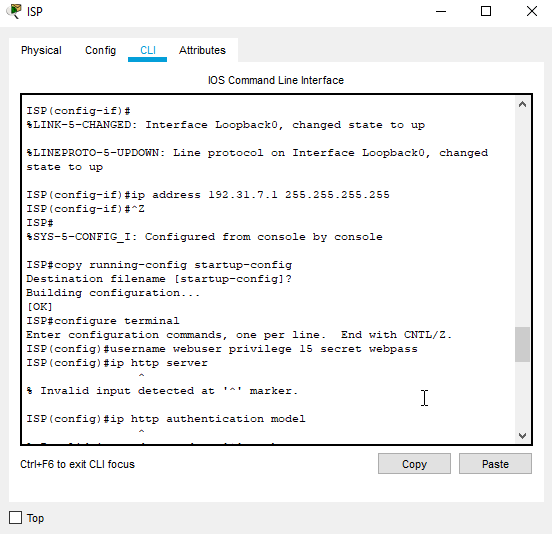 ISP
Physical Config CLI Attributes
IOS Command Line Interface
ISP(config-if)#
%LINK-5-CHANGED: Interface Loopback0, changed state to up
%LINEPROTO-5-UPDOWN: Line protocol on Interface Loopback0, changed
state to up
ISP(config-if)#ip address 192.31.7.1 255.255.255.255
ISP(config-if)#^Z
ISP#
%SYS-5-CONFIG_I: Configured from console by console
ISP#copy running-config startup-config
Destination filename [startup-config]?
Building configuration...
[OK]
ISP#configure terminal
Enter configuration commands, one per line.  End with CNTL/Z.
ISP(config)#username webuser privilege 15 secret webpass
ISP(config)#ip http server
^
% Invalid input detected at '^' marker.
ISP(config)#ip http authentication model
^
Ctrl+F6 to exit CLI focus
Copy Paste
Top